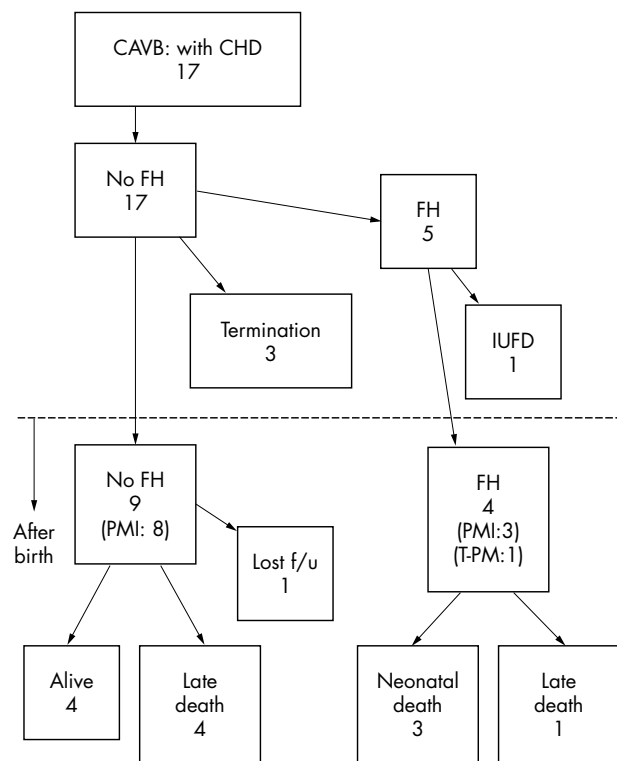 CAVB: with CHD
17
No FH
17
FH
5
Termination
3
IUFD
1
After
birth
No FH
9
(PMI: 8)
Lost f/u
1
FH
4
(PMI:3)
(T-PM:1)
Alive
4
Late
death
4
Neonatal
death
3
Late
death
1